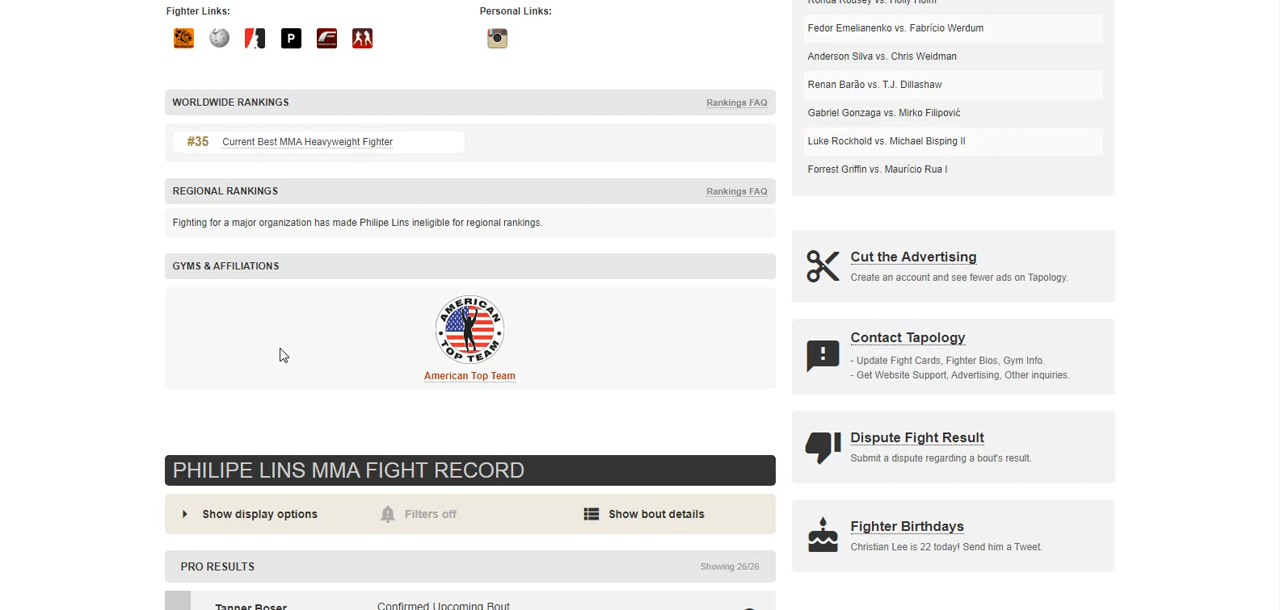 Fighter Links:
Personal Links:
P
WORLDWIDE RANKINGS
Rankings FAQ
#35
Current Best MMA Heavyweight Fighter
REGIONAL RANKINGS
Rankings FAQ
Fighting for a major organization has made Philipe Lins ineligible for regional rankings.
GYMS & AFFILIATIONS
AMERICAN
TOP TEAM
American Top Team
PHILIPE LINS MMA FIGHT RECORD
Show display options
Filters off
Show bout details
PRO RESULTS
Showing 26/26
Tanner Boser
Confirmed Upcoming Bout
Ronda Rousey vs. Holly Holm
Fedor Emelianenko vs. Fabrício Werdum
Anderson Silva vs. Chris Weidman
Renan Barão vs. T.J. Dillashaw
Gabriel Gonzaga vs. Mirko Filipović
Luke Rockhold vs. Michael Bisping II
Forrest Griffin vs. Maurício Rua I
Cut the Advertising
Create an account and see fewer ads on Tapology.
Contact Tapology
- Update Fight Cards, Fighter Bios, Gym Info.
- Get Website Support, Advertising, Other inquiries.
Dispute Fight Result
Submit a dispute regarding a bout's result.
Fighter Birthdays
Christian Lee is 22 today! Send him a Tweet.